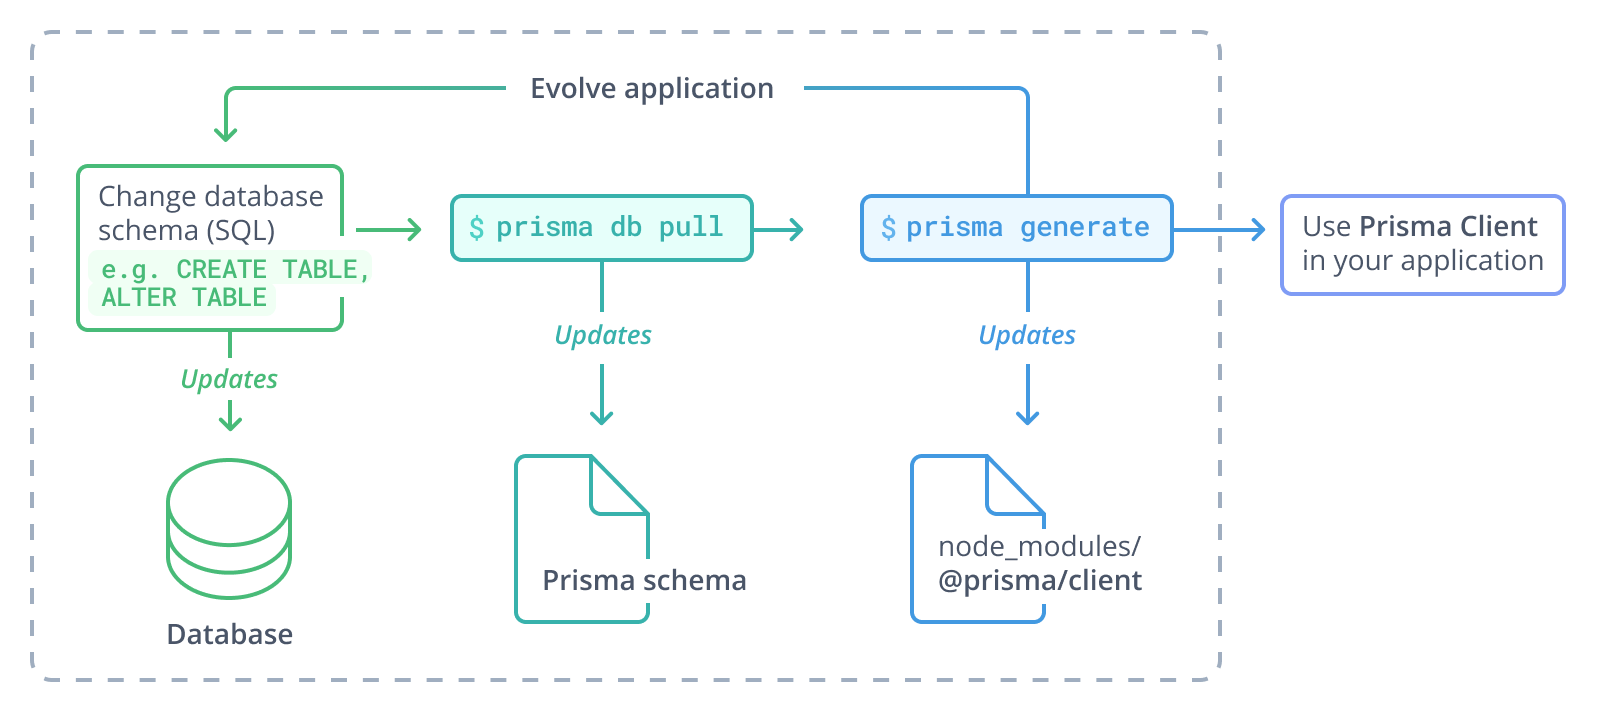 Evolve application
Change database
schema (SQL)
e.g. CREATE TABLE,
ALTER TABLE
$ prisma db pull
$ prisma generate
Use Prisma Client
in your application
Updates
Updates
Updates
Database
Prisma schema
node_modules/
@prisma/client